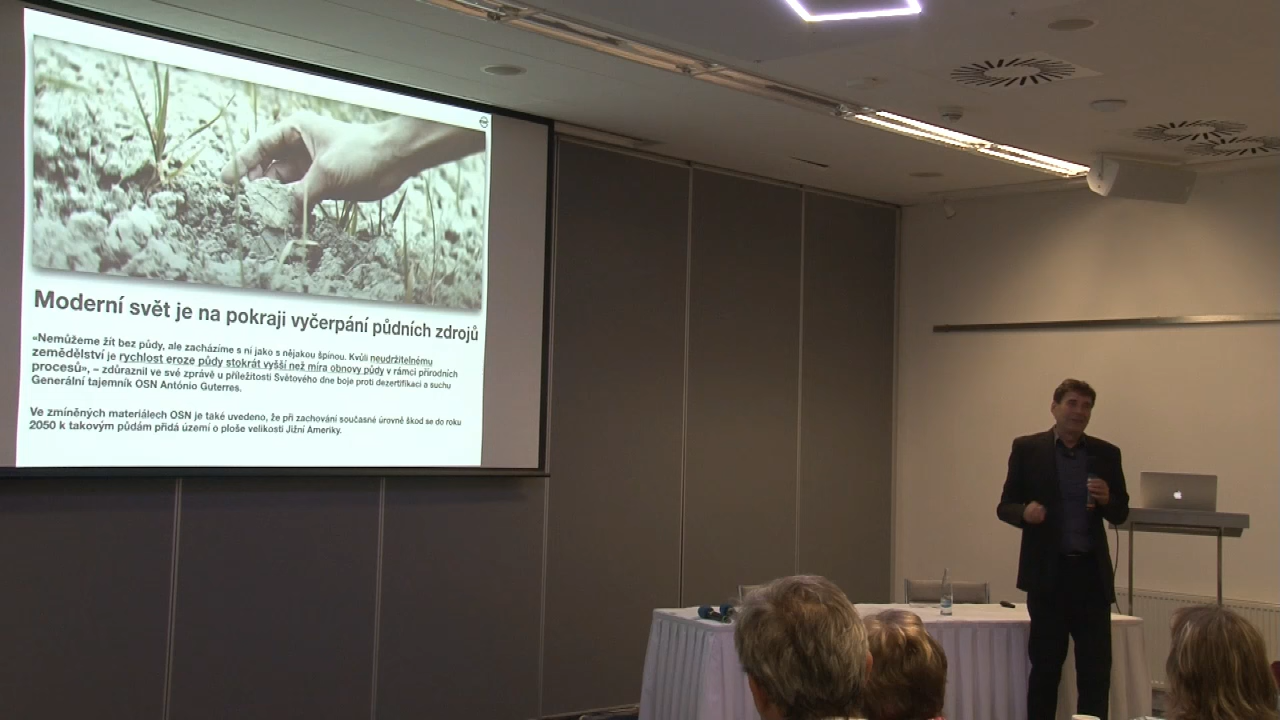 Moderní svět je na pokraji vyčerpání půdních zdrojů
«Nemůžeme žít bez půdy, ale zacházíme s ní jako s nějakou špínou. Kvůli neudržitelnému
zemědělství je rychlost eroze půdy stokrát vyšší než míra obnovy půdy v rámci přírodních
procesů», – zdůraznil ve své zprávě u příležitosti Světového dne boje proti dezertifikaci a suchu
Generální tajemník OSN António Guterres.
Ve zmíněných materiálech OSN je také uvedeno, že při zachování současné úrovně škod se do roku
2050 k takovým půdám přidá území o ploše velikosti Jižní Ameriky.